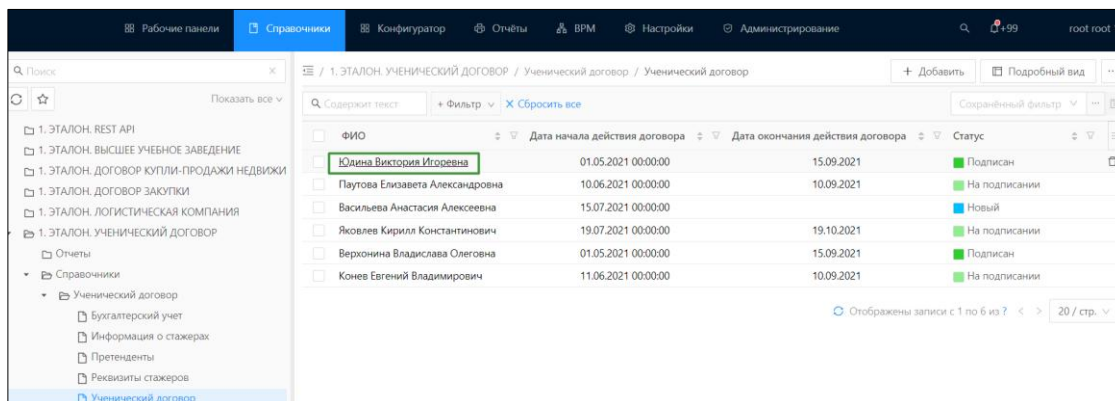 Рабочие панели Справочники Конфигуратор Отчёты BPM Настройки Администрирование +99 root root
Поиск
Показать все
1. ЭТАЛОН. REST API
1. ЭТАЛОН. ВЫСШЕЕ УЧЕБНОЕ ЗАВЕДЕНИЕ
1. ЭТАЛОН. ДОГОВОР КУПЛИ-ПРОДАЖИ НЕДВИЖИ
1. ЭТАЛОН. ДОГОВОР ЗАКУПКИ
1. ЭТАЛОН. ЛОГИСТИЧЕСКАЯ КОМПАНИЯ
1. ЭТАЛОН. УЧЕНИЧЕСКИЙ ДОГОВОР
Отчеты
Справочники
Ученический договор
Бухгалтерский учет
Информация о стажерах
Претенденты
Реквизиты стажеров
Ученический договор
/ 1. ЭТАЛОН. УЧЕНИЧЕСКИЙ ДОГОВОР / Ученический договор / Ученический договор
+ Добавить Подробный вид
Содержит текст + Фильтр X Сбросить все Сохранённый фильтр
ФИО Дата начала действия договора Дата окончания действия договора Статус
Юдина Виктория Игоревна 01.05.2021 00:00:00 15.09.2021 Подписан
Паутова Елизавета Александровна 10.06.2021 00:00:00 10.09.2021 На подписании
Васильева Анастасия Алексеевна 15.07.2021 00:00:00 Новый
Яковлев Кирилл Константинович 19.07.2021 00:00:00 19.10.2021 На подписании
Верхонина Владислава Олеговна 01.05.2021 00:00:00 15.09.2021 Подписан
Конев Евгений Владимирович 11.06.2021 00:00:00 10.09.2021 На подписании
Отображены записи с 1 по 6 из ? < > 20 / стр.